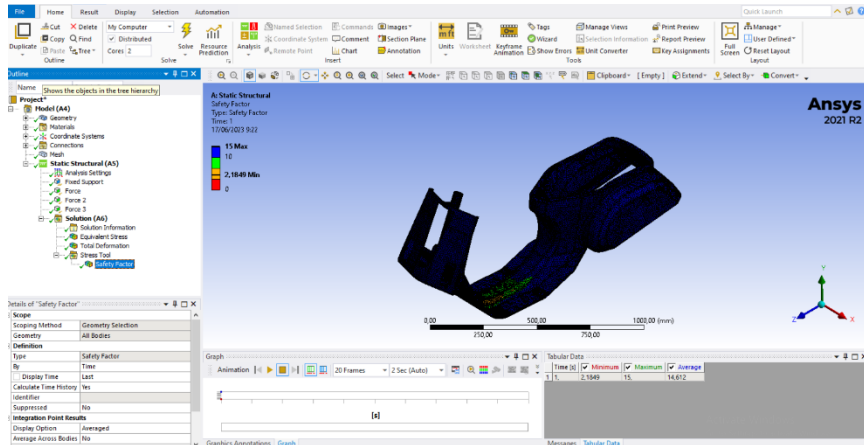 File Home Result Display Selection Automation Quick Launch
Duplicate
Cut
Copy
Paste
Delete
Find
Tree
Outline
My Computer
Distributed
Cores 2
Solve
Resource Prediction
Solve
Analysis
Named Selection
Coordinate System
Remote Point
Commands
Comment
Chart
Images
Section Plane
Annotation
Insert
Units
Worksheet
Keyframe Animation
Tags
Wizard
Show Errors
Manage Views
Selection Information
Unit Converter
Print Preview
Report Preview
Key Assignments
Tools
Full Screen
Manage
User Defined
Reset Layout
Layout
Outline
Name
Shows the objects in the tree hierarchy
Select Mode Clipboard [ Empty ] Extend Select By Convert
Project*
Model (A4)
Geometry
Materials
Coordinate Systems
Connections
Mesh
Static Structural (A5)
Analysis Settings
Fixed Support
Force
Force 2
Force 3
Solution (A6)
Solution Information
Equivalent Stress
Total Deformation
Stress Tool
Safety Factor
A: Static Structural
Safety Factor
Type: Safety Factor
Time: 1
17/06/2023 9:22
15 Max
10
2,1849 Min
0
Ansys
2021 R2
0,00 500,00 1000,00 (mm)
250,00 750,00
Y
Z
X
Details of "Safety Factor"
Scope
Scoping Method Geometry Selection
Geometry All Bodies
Definition
Type Safety Factor
By Time
Display Time Last
Calculate Time History Yes
Identifier
Suppressed No
Integration Point Results
Display Option Averaged
Average Across Bodies No
Graph
Animation 20 Frames 2 Sec (Auto)
[s]
Graphics Annotations Graph
Tabular Data
Time [s] Minimum Maximum Average
1 1, 2,1849 15, 14,612
Messages Tabular Data